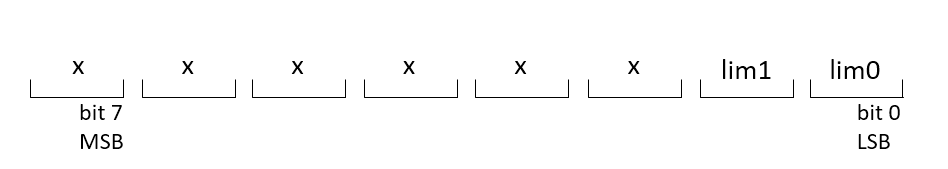 x x x x x x lim1 lim0
bit 7 bit 0
MSB LSB